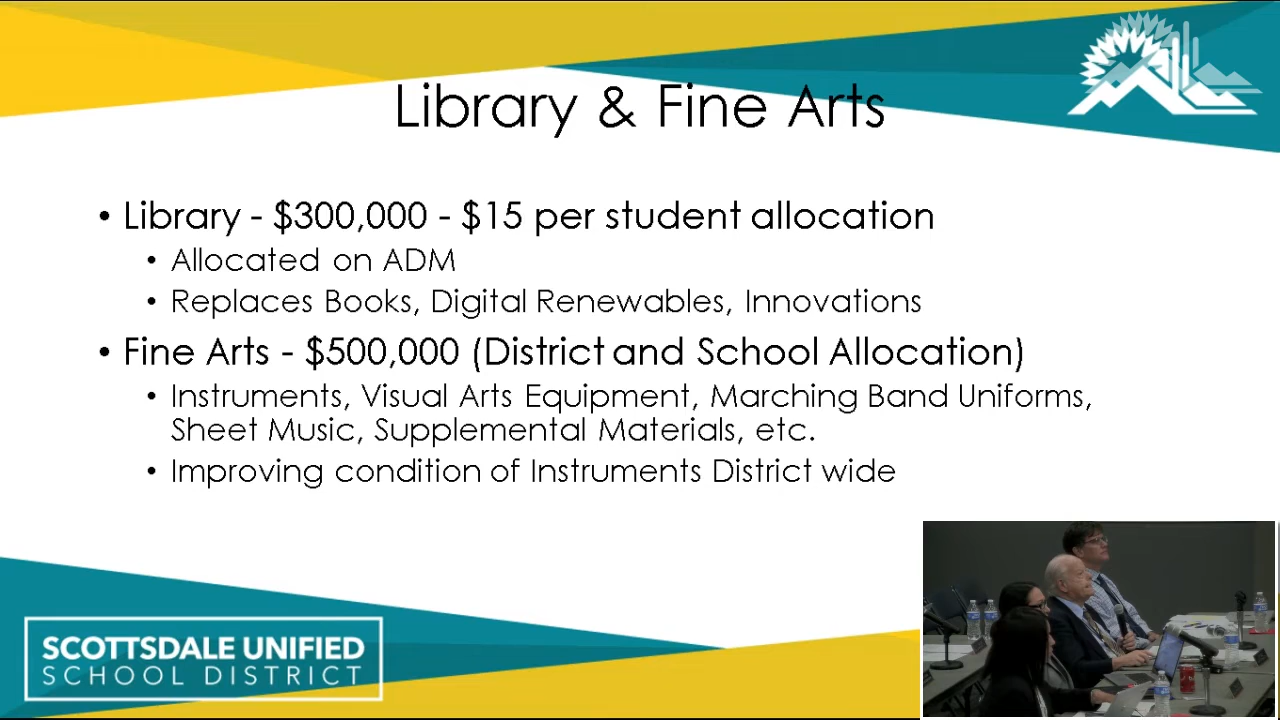 Library & Fine Arts
• Library - $300,000 - $15 per student allocation
• Allocated on ADM
• Replaces Books, Digital Renewables, Innovations
• Fine Arts - $500,000 (District and School Allocation)
• Instruments, Visual Arts Equipment, Marching Band Uniforms,
Sheet Music, Supplemental Materials, etc.
• Improving condition of Instruments District wide
SCOTTSDALE UNIFIED
SCHOOL DISTRICT